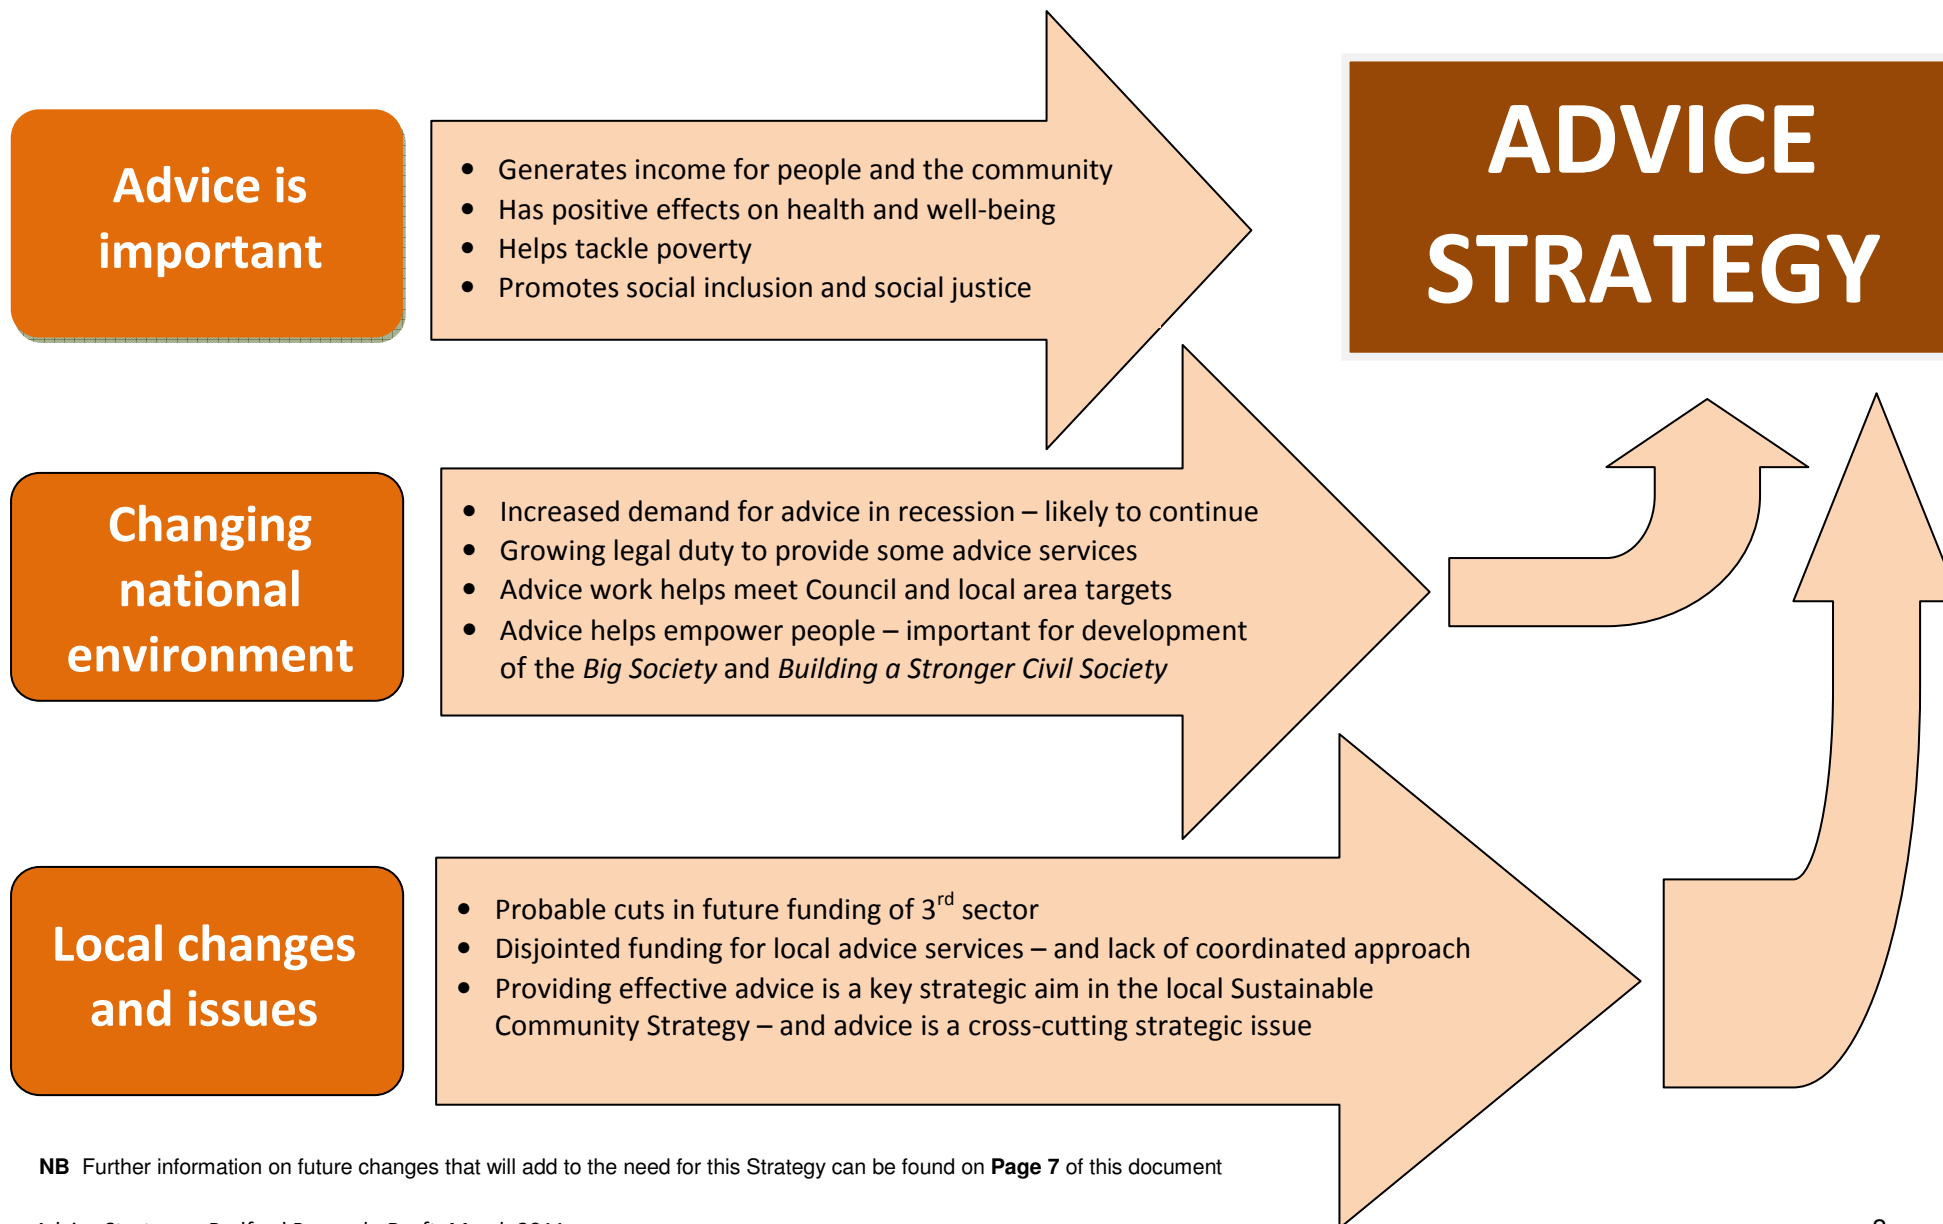 Advice is
important
• Generates income for people and the community
• Has positive effects on health and well-being
• Helps tackle poverty
• Promotes social inclusion and social justice
ADVICE
STRATEGY
Changing
national
environment
• Increased demand for advice in recession – likely to continue
• Growing legal duty to provide some advice services
• Advice work helps meet Council and local area targets
• Advice helps empower people – important for development
of the Big Society and Building a Stronger Civil Society
Local changes
and issues
• Probable cuts in future funding of 3rd sector
• Disjointed funding for local advice services – and lack of coordinated approach
• Providing effective advice is a key strategic aim in the local Sustainable
Community Strategy – and advice is a cross-cutting strategic issue
NB Further information on future changes that will add to the need for this Strategy can be found on Page 7 of this document